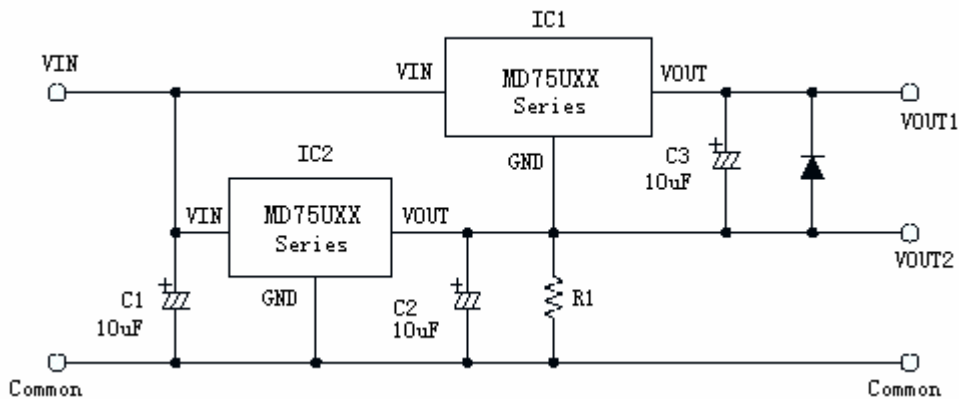 IC1
VIN
VIN
MD75UXX
Series
VOUT
VOUT1
GND
C3
10uF
+
IC2
VIN
MD75UXX
Series
VOUT
VOUT2
GND
+
C1
10uF
+
C2
10uF
R1
Common
Common